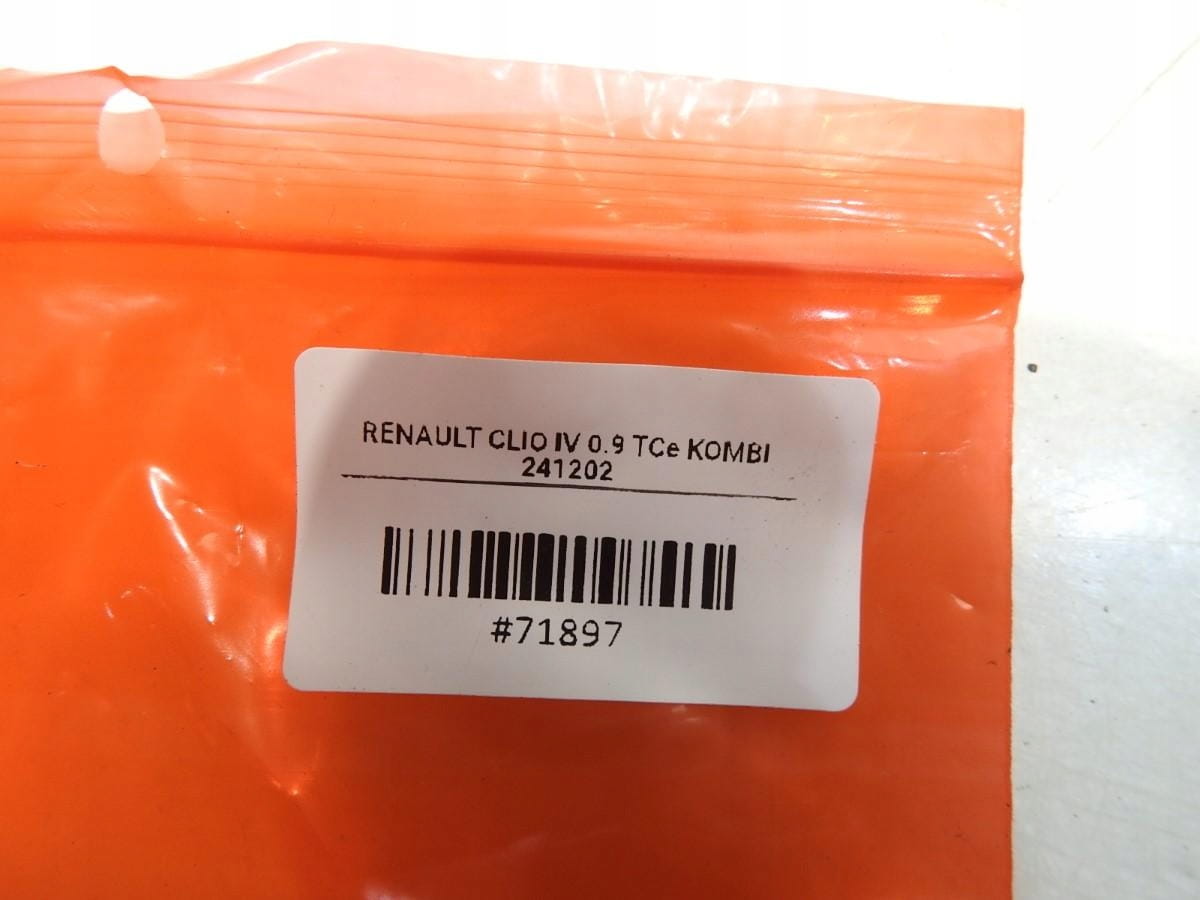 RENAULT CLIO IV 0.9 TCe KOMBI
241202
#71897